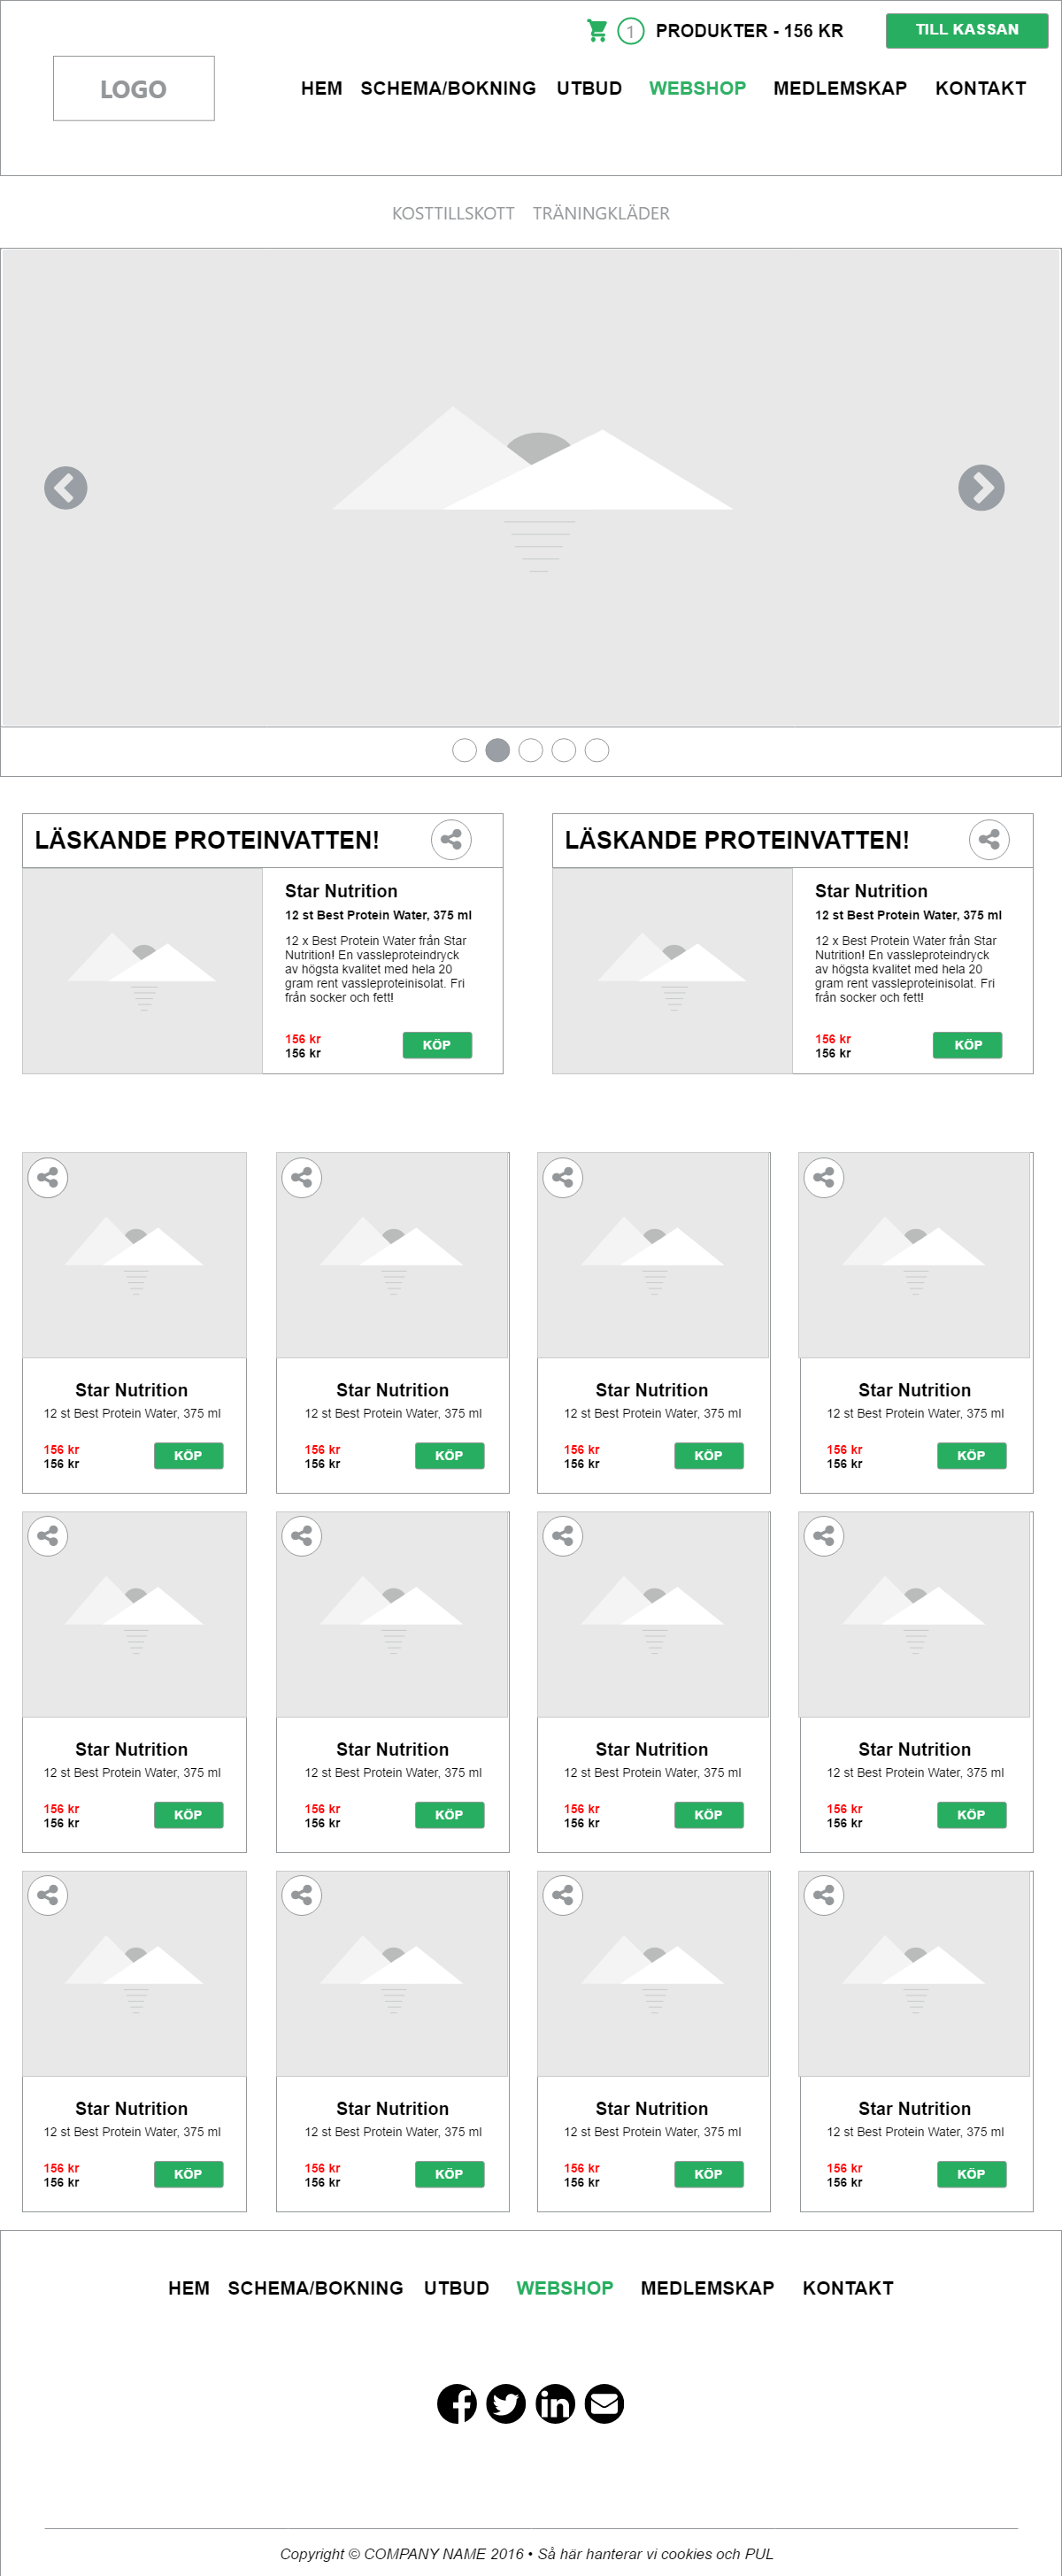 1 PRODUKTER - 156 KR TILL KASSAN
LOGO
HEM SCHEMA/BOKNING UTBUD WEBSHOP MEDLEMSKAP KONTAKT
KOSTTILLSKOTT TRÄNINGKLÄDER
LÄSKANDE PROTEINVATTEN!
Star Nutrition
12 st Best Protein Water, 375 ml
12 x Best Protein Water från Star
Nutrition! En vassleproteindryck
av högsta kvalitet med hela 20
gram rent vassleproteinisolat. Fri
från socker och fett!
156 kr
156 kr
KÖP
LÄSKANDE PROTEINVATTEN!
Star Nutrition
12 st Best Protein Water, 375 ml
12 x Best Protein Water från Star
Nutrition! En vassleproteindryck
av högsta kvalitet med hela 20
gram rent vassleproteinisolat. Fri
från socker och fett!
156 kr
156 kr
KÖP
Star Nutrition
12 st Best Protein Water, 375 ml
156 kr
156 kr
KÖP
Star Nutrition
12 st Best Protein Water, 375 ml
156 kr
156 kr
KÖP
Star Nutrition
12 st Best Protein Water, 375 ml
156 kr
156 kr
KÖP
Star Nutrition
12 st Best Protein Water, 375 ml
156 kr
156 kr
KÖP
Star Nutrition
12 st Best Protein Water, 375 ml
156 kr
156 kr
KÖP
Star Nutrition
12 st Best Protein Water, 375 ml
156 kr
156 kr
KÖP
Star Nutrition
12 st Best Protein Water, 375 ml
156 kr
156 kr
KÖP
Star Nutrition
12 st Best Protein Water, 375 ml
156 kr
156 kr
KÖP
Star Nutrition
12 st Best Protein Water, 375 ml
156 kr
156 kr
KÖP
Star Nutrition
12 st Best Protein Water, 375 ml
156 kr
156 kr
KÖP
Star Nutrition
12 st Best Protein Water, 375 ml
156 kr
156 kr
KÖP
Star Nutrition
12 st Best Protein Water, 375 ml
156 kr
156 kr
KÖP
HEM SCHEMA/BOKNING UTBUD WEBSHOP MEDLEMSKAP KONTAKT
Copyright © COMPANY NAME 2016 • Så här hanterar vi cookies och PUL